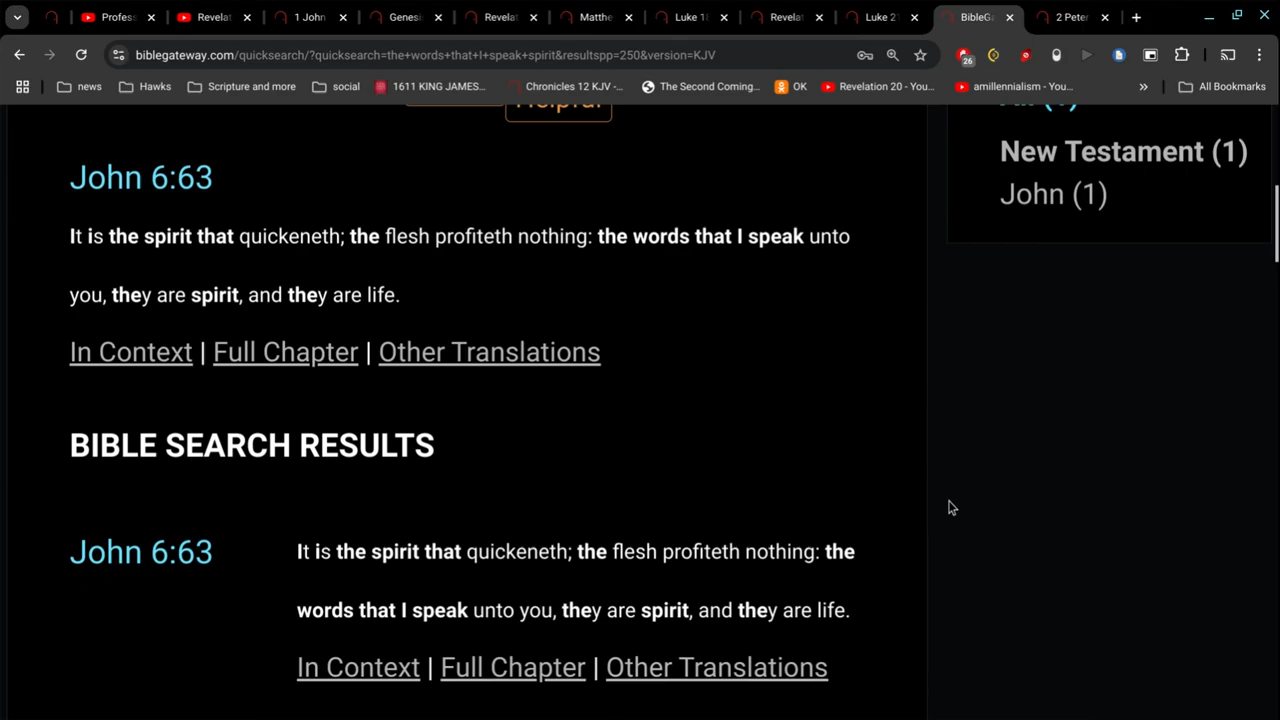 Profess
Revelat
1 John
Genesi
Revelat
Matthe
Luke 18
Revelat
Luke 21
BibleGa
2 Peter
biblegateway.com/quicksearch/?quicksearch=the+words+that+I+speak+spirit&resultspp=250&version=KJV
26
news
Hawks
Scripture and more
social
1611 KING JAMES...
Chronicles 12 KJV -...
The Second Coming...
OK
Revelation 20 - You...
amillennialism - You...
All Bookmarks
Helpful
New Testament (1)
John (1)
John 6:63
It is the spirit that quickeneth; the flesh profiteth nothing: the words that I speak unto
you, they are spirit, and they are life.
In Context | Full Chapter | Other Translations
BIBLE SEARCH RESULTS
John 6:63
It is the spirit that quickeneth; the flesh profiteth nothing: the
words that I speak unto you, they are spirit, and they are life.
In Context | Full Chapter | Other Translations